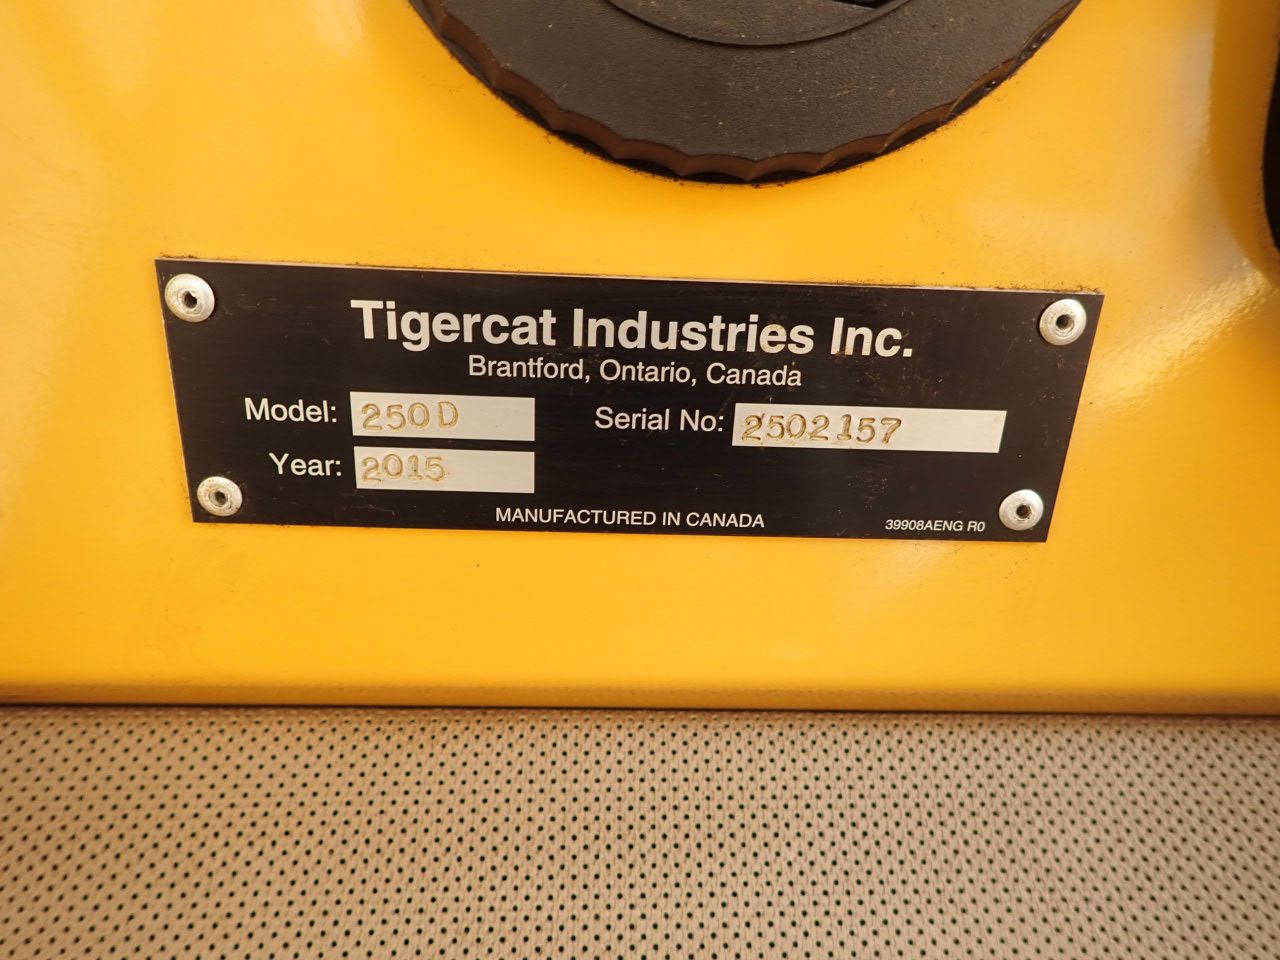 Tigercat Industries Inc.
Brantford, Ontario, Canada
Model: 250D Serial No: 2502157
Year: 2015
MANUFACTURED IN CANADA 39908AENG R0